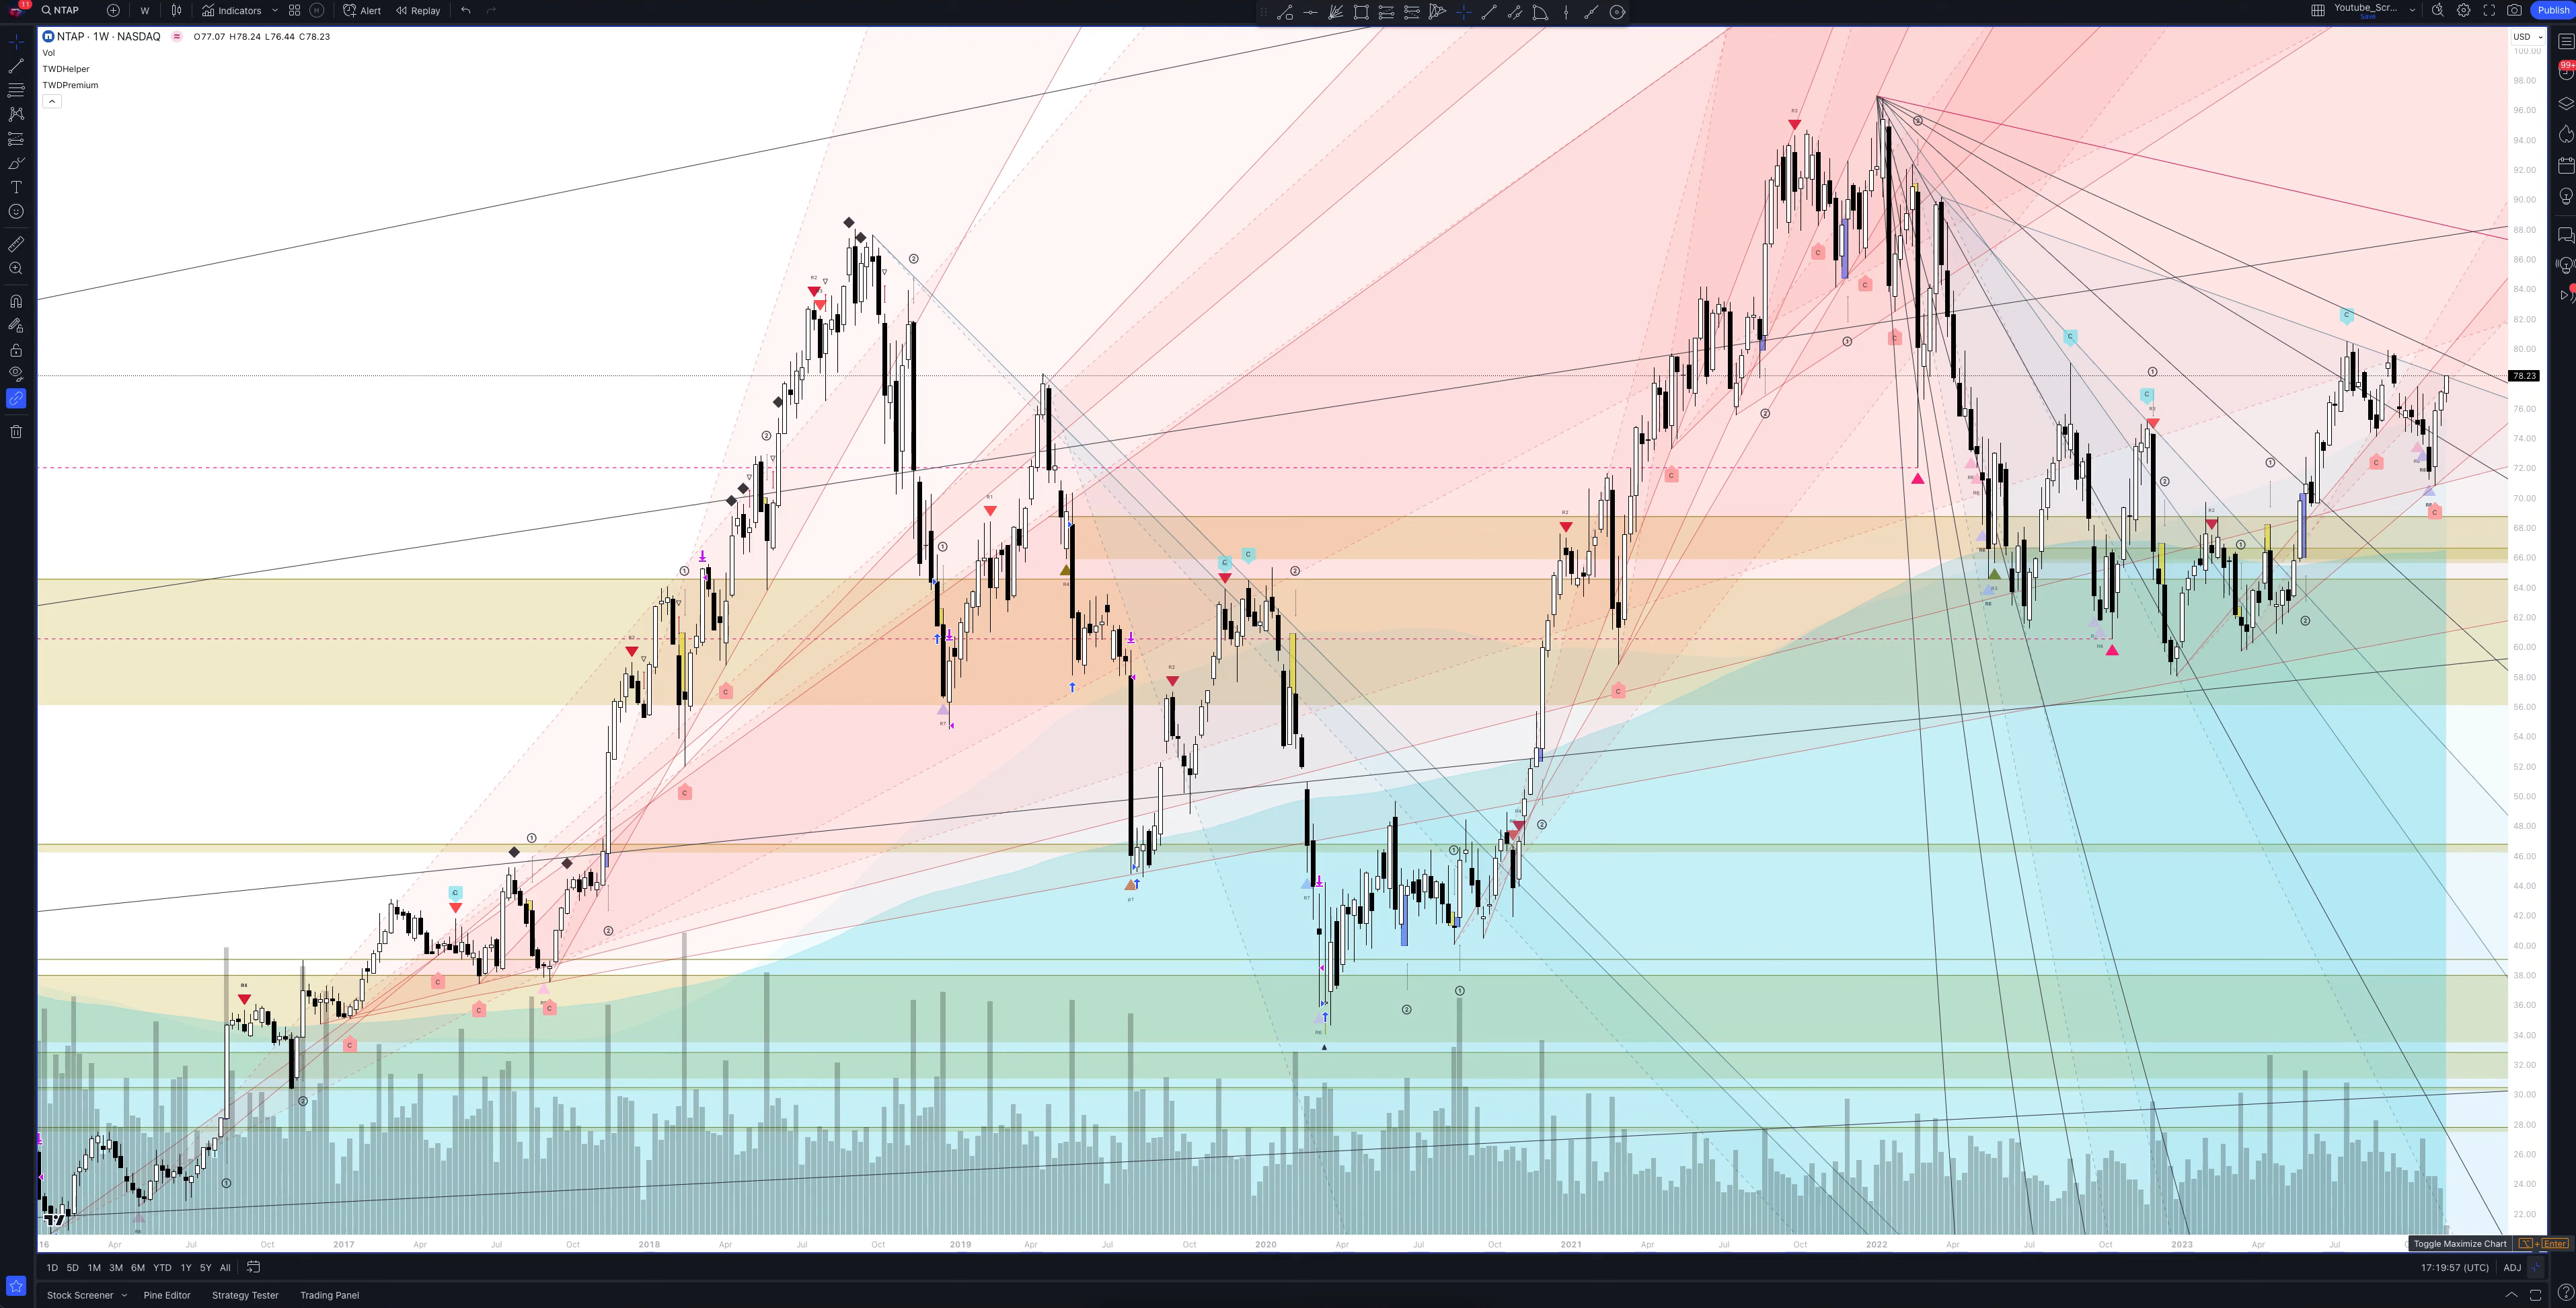 11
NTAP
W
Indicators
Alert
Replay
Youtube_Scr...
Save
Publish
NTAP · 1W · NASDAQ
O77.07 H78.24 L76.44 C78.23
Vol
TWDHelper
TWDPremium
USD
99+
100.00
98.00
96.00
94.00
92.00
90.00
88.00
86.00
84.00
82.00
80.00
78.23
76.00
74.00
72.00
70.00
68.00
66.00
64.00
62.00
60.00
58.00
56.00
54.00
52.00
50.00
48.00
46.00
44.00
42.00
40.00
38.00
36.00
34.00
32.00
30.00
28.00
26.00
24.00
22.00
16 Apr Jul Oct 2017 Apr Jul Oct 2018 Apr Jul Oct 2019 Apr Jul Oct 2020 Apr Jul Oct 2021 Apr Jul Oct 2022 Apr Jul Oct 2023 Apr Jul
Toggle Maximize Chart + Enter
1D 5D 1M 3M 6M YTD 1Y 5Y All
17:19:57 (UTC) ADJ
Stock Screener Pine Editor Strategy Tester Trading Panel